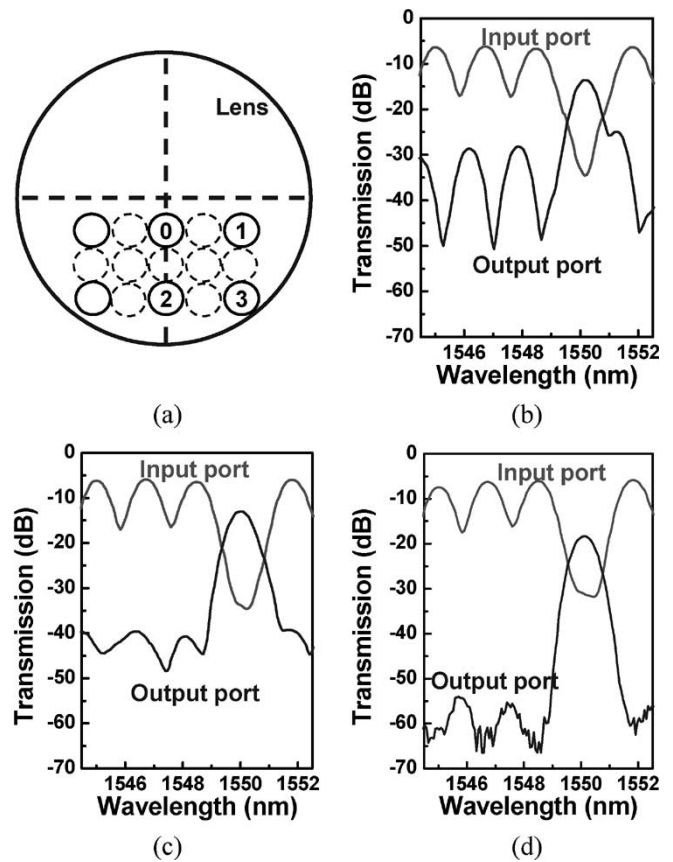 Lens
0 1
2 3
(a)
0
-10
-20
-30
-40
-50
-60
-70
Transmission (dB)
Input port
Output port
1546 1548 1550 1552
Wavelength (nm)
(b)
0
-10
-20
-30
-40
-50
-60
-70
Transmission (dB)
Input port
Output port
1546 1548 1550 1552
Wavelength (nm)
(c)
0
-10
-20
-30
-40
-50
-60
-70
Transmission (dB)
Input port
Output port
1546 1548 1550 1552
Wavelength (nm)
(d)